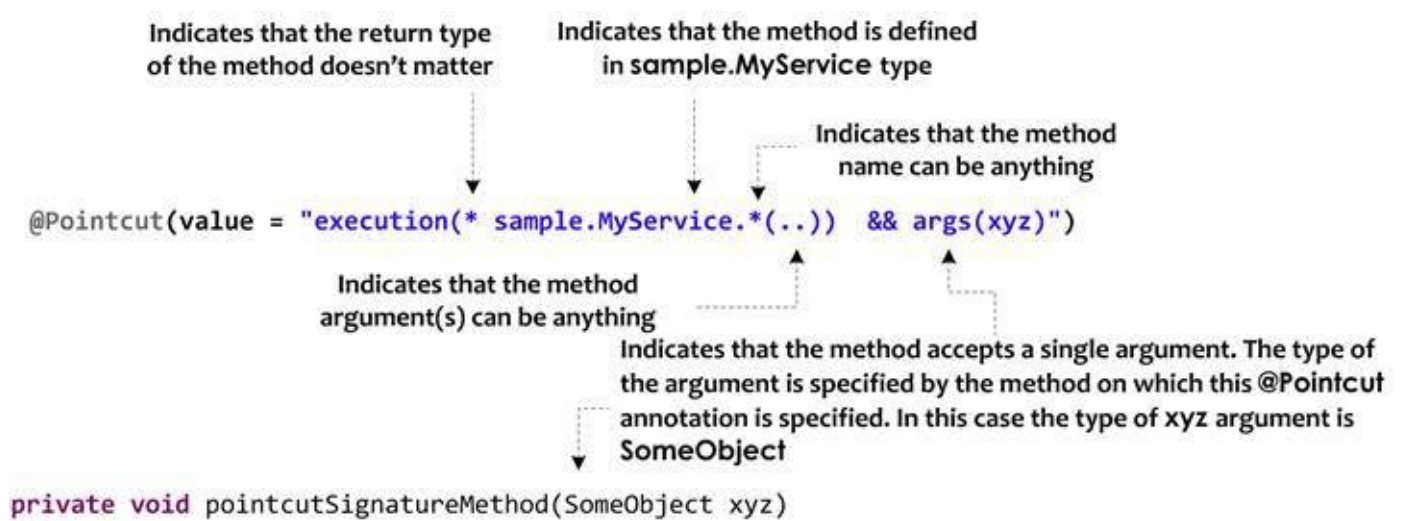 Indicates that the return type
of the method doesn't matter
Indicates that the method is defined
in sample.MyService type
Indicates that the method
name can be anything
@Pointcut(value = "execution(* sample.MyService.*(..))  && args(xyz)")
Indicates that the method
argument(s) can be anything
Indicates that the method accepts a single argument. The type of
the argument is specified by the method on which this @Pointcut
annotation is specified. In this case the type of xyz argument is
SomeObject
private void pointcutSignatureMethod(SomeObject xyz)